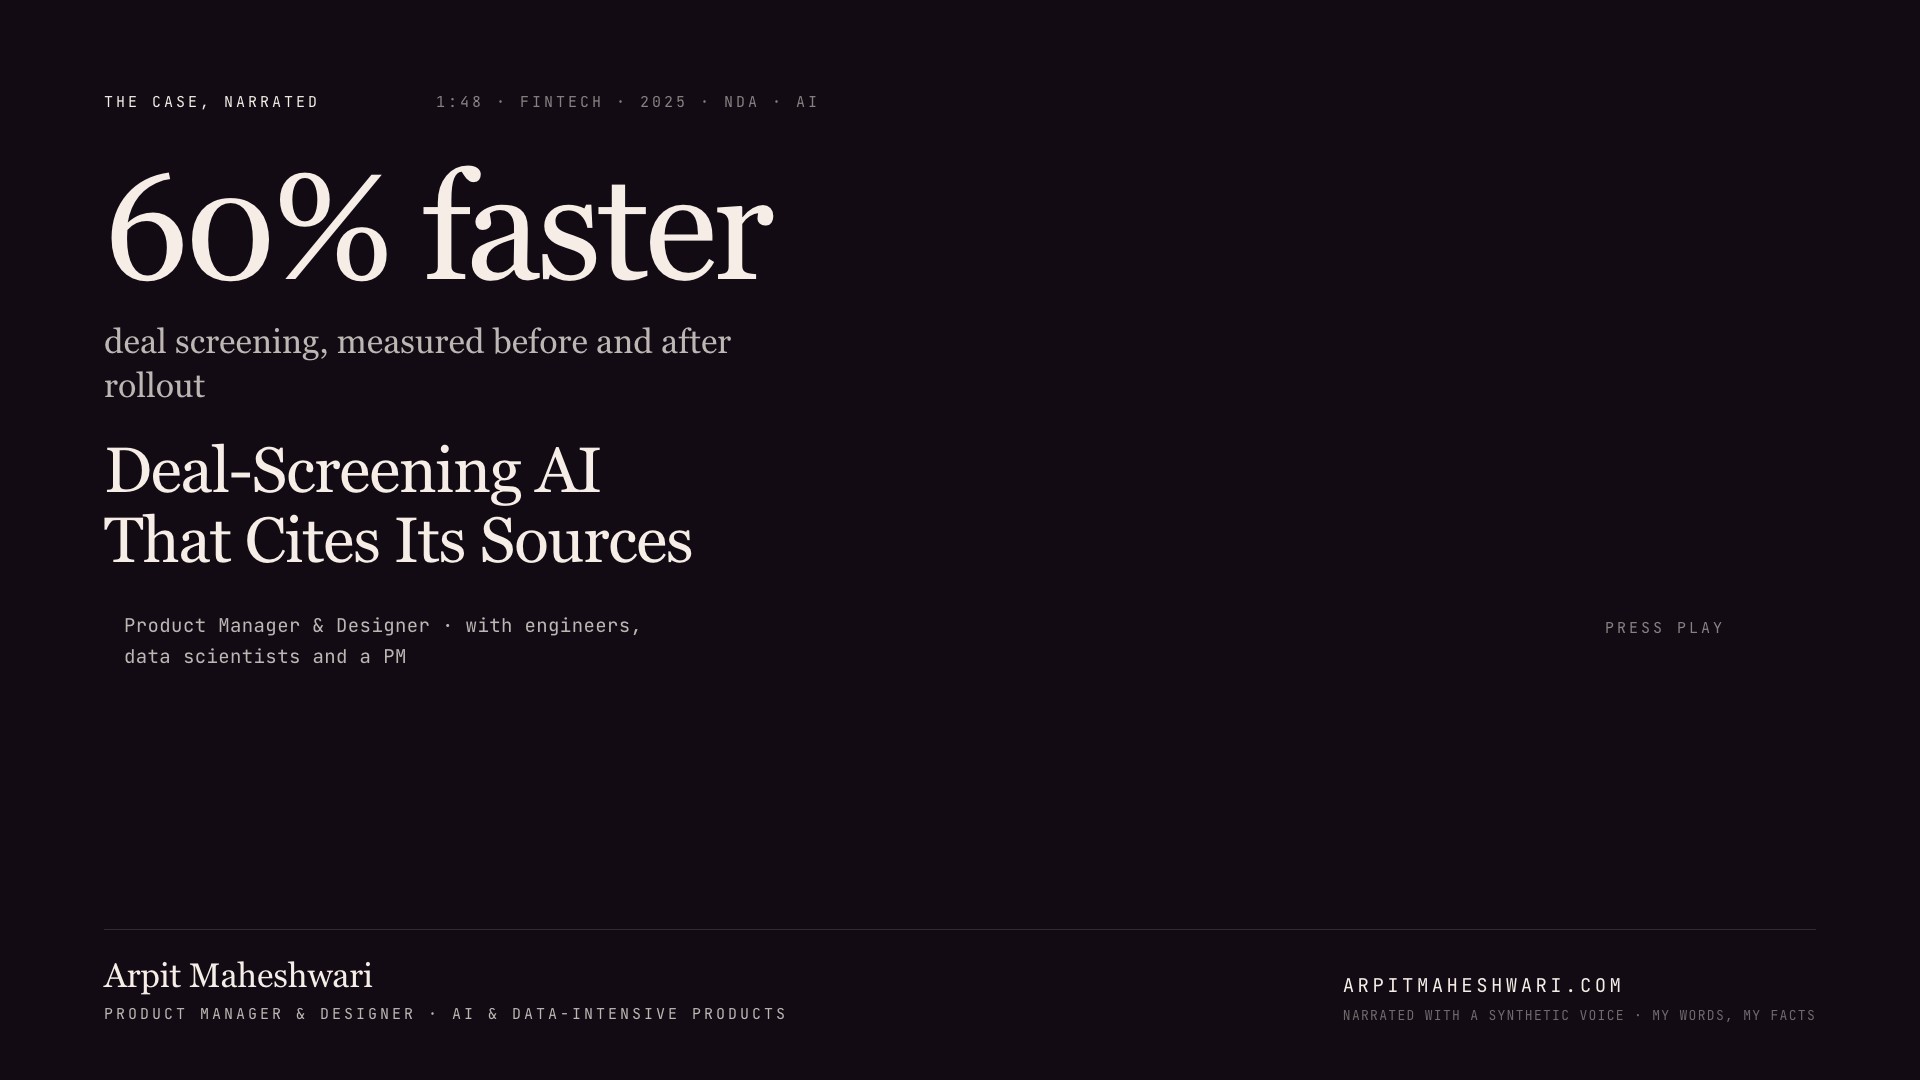 THE CASE, NARRATED
1:48 · FINTECH · 2025 · NDA · AI
60% faster
deal screening, measured before and after
rollout
Deal-Screening AI
That Cites Its Sources
Product Manager & Designer · with engineers,
data scientists and a PM
PRESS PLAY
Arpit Maheshwari
PRODUCT MANAGER & DESIGNER · AI & DATA-INTENSIVE PRODUCTS
ARPITMAHESHWARI.COM
NARRATED WITH A SYNTHETIC VOICE · MY WORDS, MY FACTS